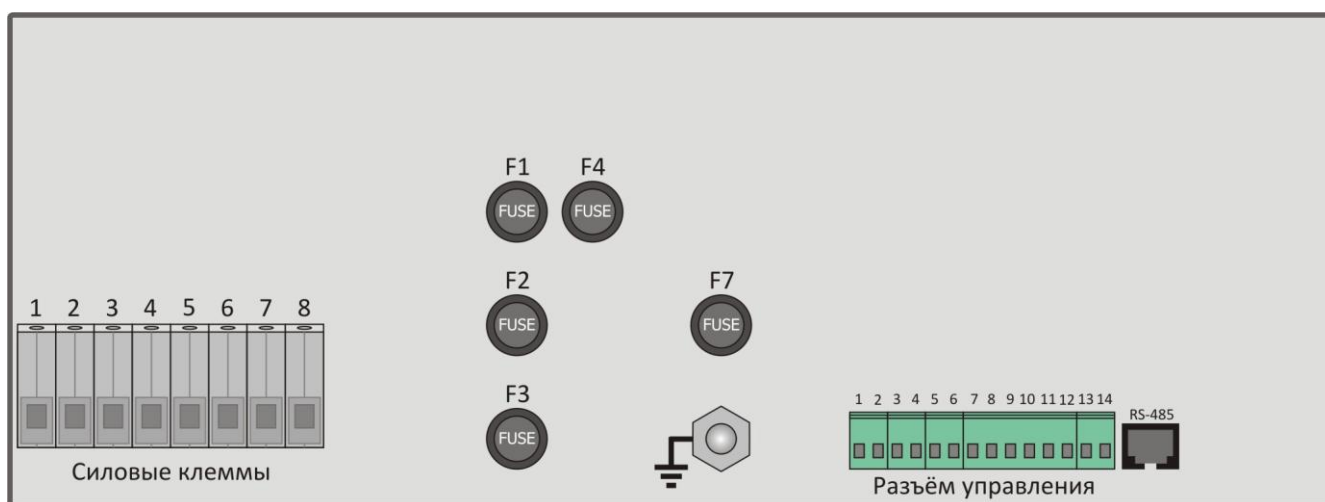 F1 F4
FUSE FUSE
F2 F7
1 2 3 4 5 6 7 8
FUSE FUSE
F3
1 2 3 4 5 6 7 8 9 10 11 12 13 14
RS-485
FUSE
Силовые клеммы
Разъём управления